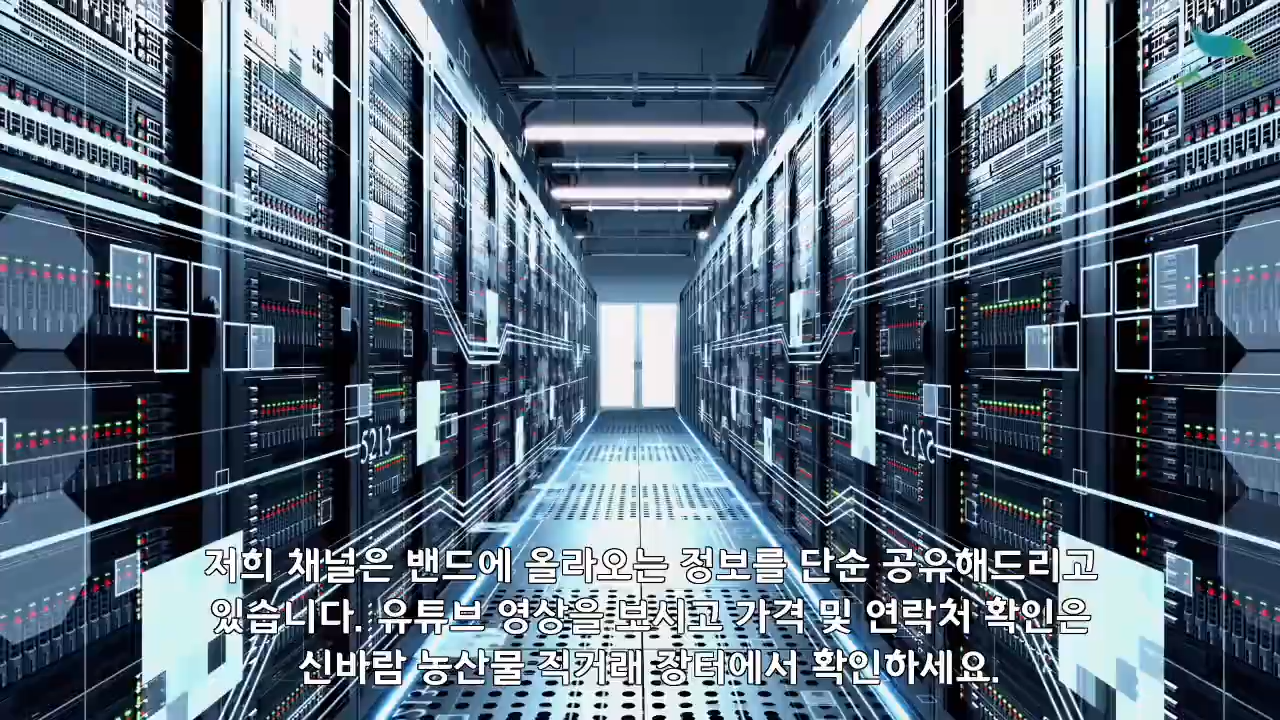 저희 채널은 밴드에 올라오는 정보를 단순 공유해드리고
있습니다. 유튜브 영상을 보시고 가격 및 연락처 확인은
신바람 농산물 직거래 장터에서 확인하세요.